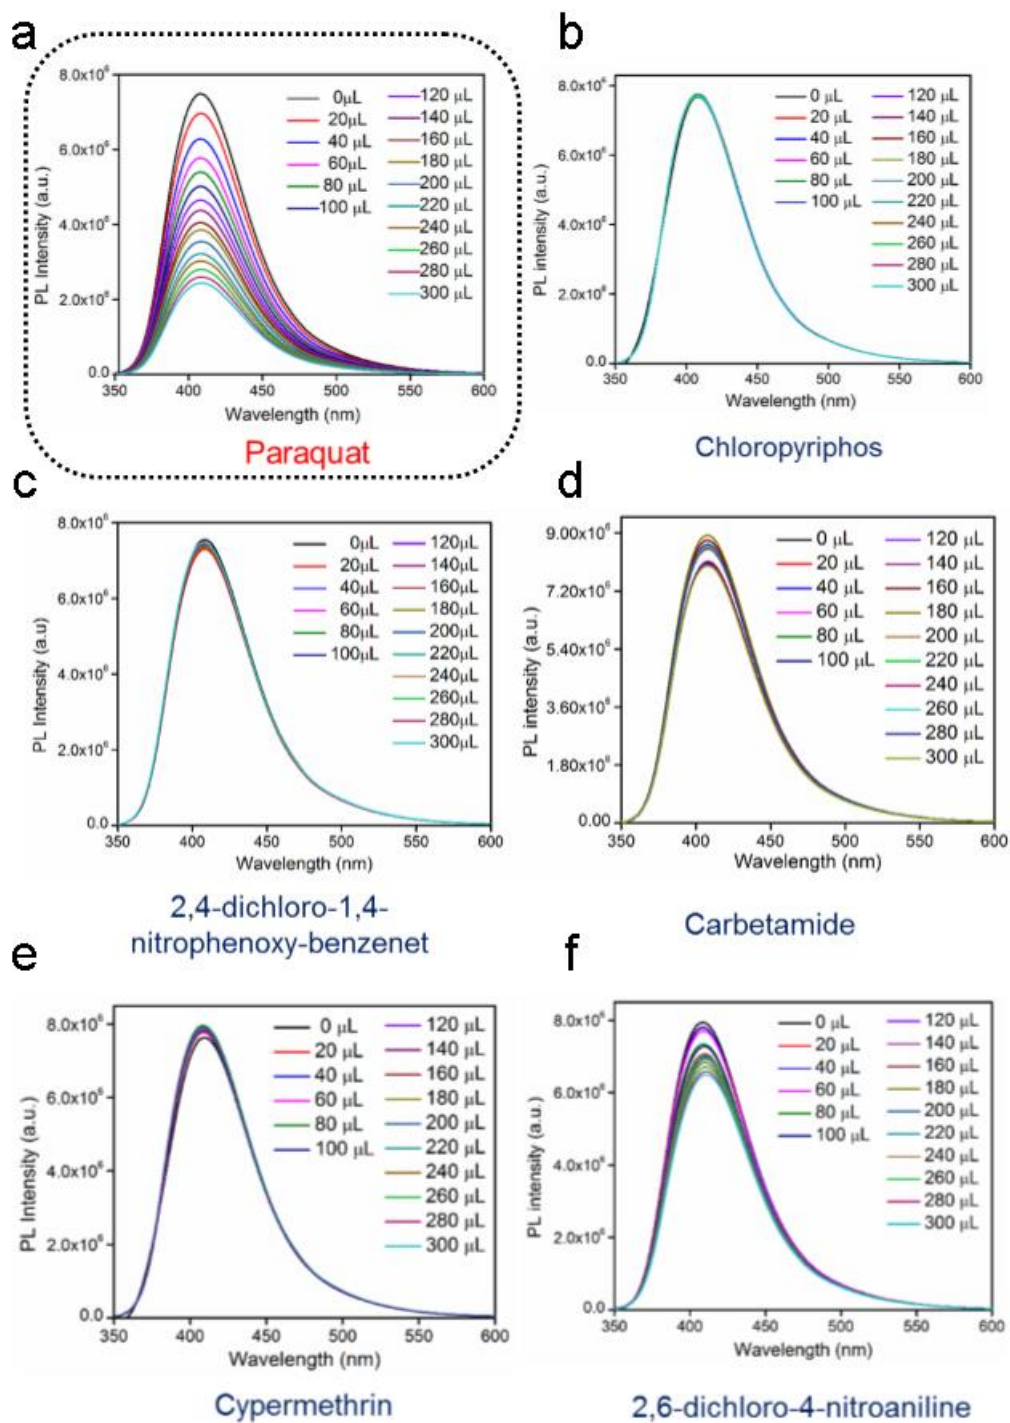 a
8.0x10⁶
6.0x10⁶
4.0x10⁶
2.0x10⁶
0.0
PL Intensity (a.u.)
0µL
20µL
40 µL
60µL
80 µL
100 µL
120 µL
140 µL
160 µL
180 µL
200 µL
220 µL
240 µL
260 µL
280 µL
300 µL
350 400 450 500 550 600
Wavelength (nm)
Paraquat
b
8.0x10⁶
6.0x10⁶
4.0x10⁶
2.0x10⁶
0.0
PL intensity (a.u.)
0 µL
20 µL
40 µL
60 µL
80 µL
100 µL
120 µL
140 µL
160 µL
180 µL
200 µL
220 µL
240 µL
260 µL
280 µL
300 µL
350 400 450 500 550 600
Wavelength (nm)
Chloropyriphos
c
8.0x10⁶
6.0x10⁶
4.0x10⁶
2.0x10⁶
0.0
PL Intensity (a.u)
0µL
20µL
40µL
60µL
80µL
100µL
120µL
140µL
160µL
180µL
200µL
220µL
240µL
260µL
280µL
300µL
350 400 450 500 550 600
Wavelength (nm)
2,4-dichloro-1,4-
nitrophenoxy-benzenet
d
9.00x10⁶
7.20x10⁶
5.40x10⁶
3.60x10⁶
1.80x10⁶
0.00
PL intensity (a.u.)
0 µL
20 µL
40 µL
60 µL
80 µL
100 µL
120 µL
140 µL
160 µL
180 µL
200 µL
220 µL
240 µL
260 µL
280 µL
300 µL
350 400 450 500 550 600
Wavelength (nm)
Carbetamide
e
8.0x10⁶
6.0x10⁶
4.0x10⁶
2.0x10⁶
0.0
PL Intensity (a.u.)
0 µL
20 µL
40 µL
60 µL
80 µL
100 µL
120 µL
140 µL
160 µL
180 µL
200 µL
220 µL
240 µL
260 µL
280 µL
300 µL
350 400 450 500 550 600
Wavelength (nm)
Cypermethrin
f
8.0x10⁶
6.0x10⁶
4.0x10⁶
2.0x10⁶
0.0
PL intensity (a.u.)
0 µL
20 µL
40 µL
60 µL
80 µL
100 µL
120 µL
140 µL
160 µL
180 µL
200 µL
220 µL
240 µL
260 µL
280 µL
300 µL
350 400 450 500 550 600
Wavelength (nm)
2,6-dichloro-4-nitroaniline